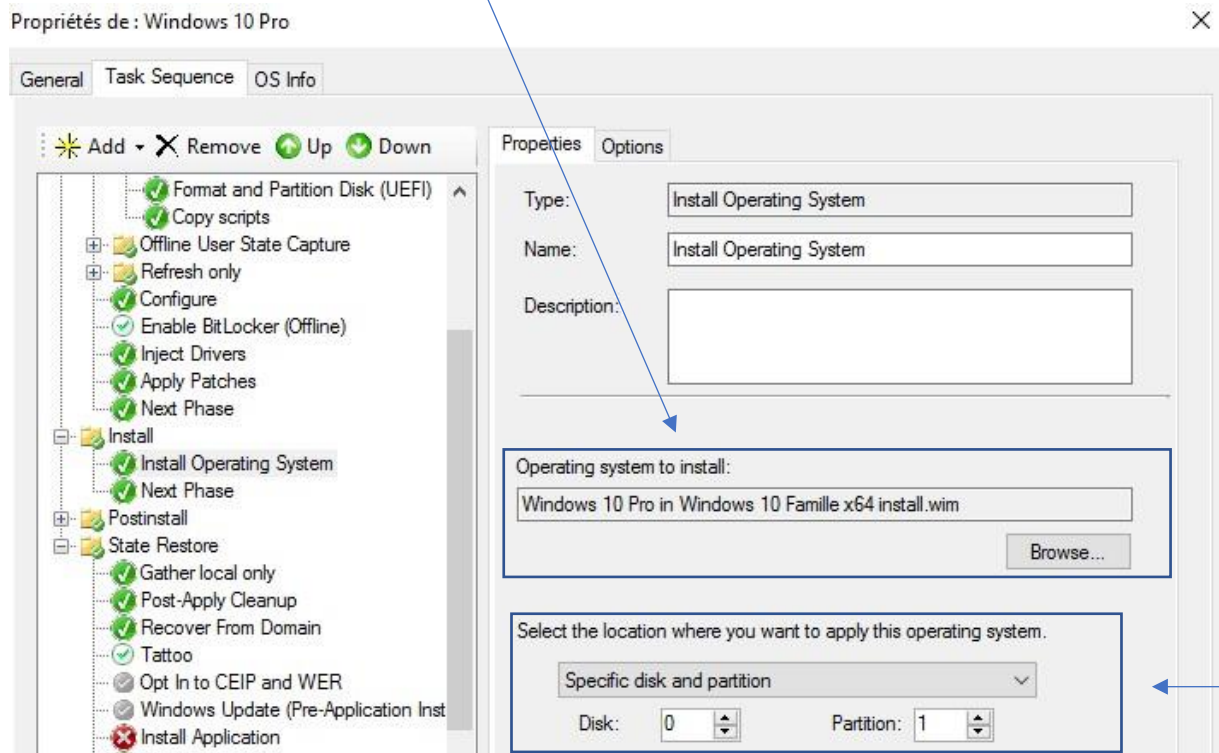 Propriétés de : Windows 10 Pro
General Task Sequence OS Info
Add Remove Up Down
Format and Partition Disk (UEFI)
Copy scripts
Offline User State Capture
Refresh only
Configure
Enable BitLocker (Offline)
Inject Drivers
Apply Patches
Next Phase
Install
Install Operating System
Next Phase
Postinstall
State Restore
Gather local only
Post-Apply Cleanup
Recover From Domain
Tattoo
Opt In to CEIP and WER
Windows Update (Pre-Application Inst
Install Application
Properties Options
Type: Install Operating System
Name: Install Operating System
Description:
Operating system to install:
Windows 10 Pro in Windows 10 Famille x64 install.wim
Browse...
Select the location where you want to apply this operating system.
Specific disk and partition
Disk: 0 Partition: 1